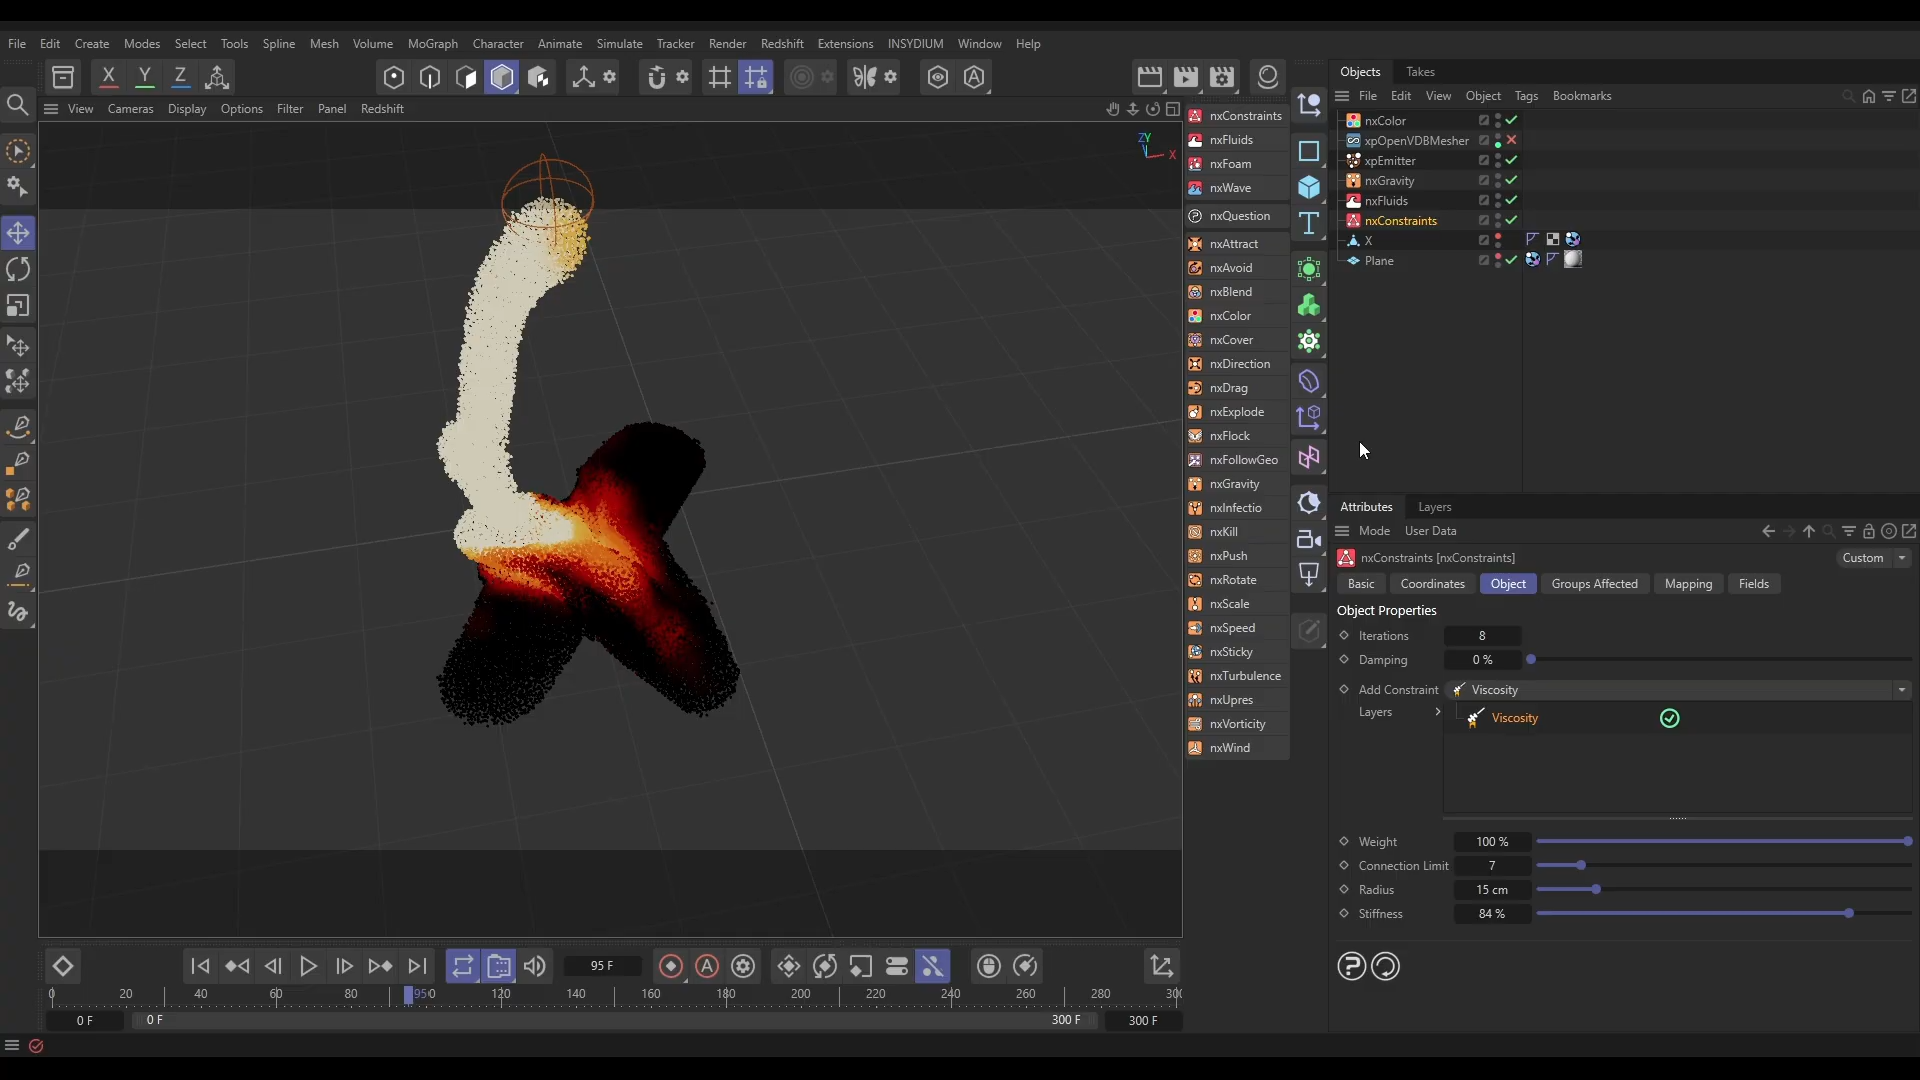 File Edit Create Modes Select Tools Spline Mesh Volume MoGraph Character Animate Simulate Tracker Render Redshift Extensions INSYDIUM Window Help
X Y Z
View Cameras Display Options Filter Panel Redshift
ZY
X
nxConstraints
nxFluids
nxFoam
nxWave
nxQuestion
nxAttract
nxAvoid
nxBlend
nxColor
nxCover
nxDirection
nxDrag
nxExplode
nxFlock
nxFollowGeo
nxGravity
nxInfectio
nxKill
nxPush
nxRotate
nxScale
nxSpeed
nxSticky
nxTurbulence
nxUpres
nxVorticity
nxWind
Objects Takes
File Edit View Object Tags Bookmarks
nxColor
xpOpenVDBMesher
xpEmitter
nxGravity
nxFluids
nxConstraints
X
Plane
Attributes Layers
Mode User Data
nxConstraints [nxConstraints] Custom
Basic Coordinates Object Groups Affected Mapping Fields
Object Properties
Iterations 8
Damping 0 %
Add Constraint Viscosity
Layers Viscosity
Weight 100 %
Connection Limit 7
Radius 15 cm
Stiffness 84 %
95 F
0 20 40 60 80 95 120 140 160 180 200 220 240 260 280
0 F 0 F 300 F 300 F